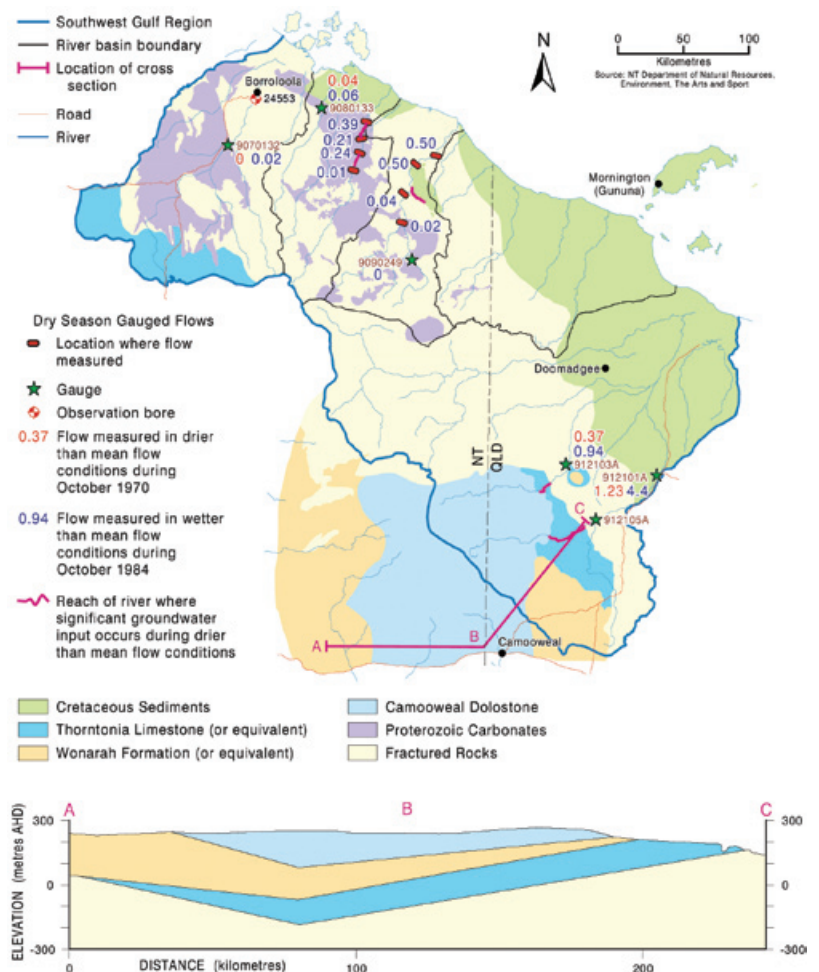 Southwest Gulf Region
River basin boundary
Location of cross
section
Road
River
N
0 50 100
Kilometres
Source: NT Department of Natural Resources,
Environment, The Arts and Sport
Borroloola
24553
9070132
0 0.02
0.04
0.06
9080133
0.39
0.21
0.24
0.01
0.50
0.50
0.04
0.02
9090249
0
Mornington
(Gununa)
Dry Season Gauged Flows
Location where flow
measured
Gauge
Observation bore
0.37 Flow measured in drier
than mean flow
conditions during
October 1970
0.94 Flow measured in wetter
than mean flow
conditions during
October 1984
Reach of river where
significant groundwater
input occurs during drier
than mean flow conditions
Doomadgee
NT
QLD
0.37
0.94
912103A
912101A
1.23 4.4
C
912105A
A
B
Camooweal
Cretaceous Sediments
Thorntonia Limestone (or equivalent)
Wonarah Formation (or equivalent)
Camooweal Dolostone
Proterozoic Carbonates
Fractured Rocks
A B C
ELEVATION (metres AHD)
300
0
-300
300
0
-300
0 100 200
DISTANCE (kilometres)